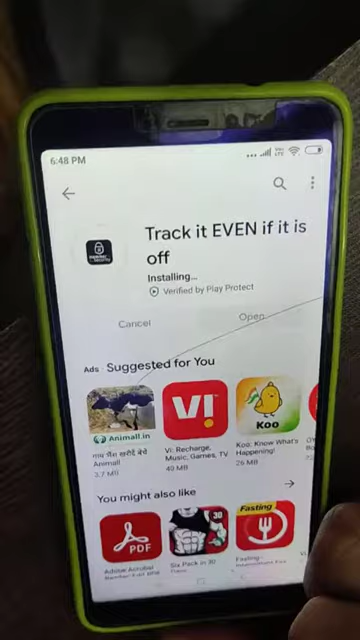 6:48 PM
Track it EVEN if it is
off
Installing...
Verified by Play Protect
Cancel
Open
Ads Suggested for You
Animall.in
Vi: Recharge,
Music, Games, TV
49 MB
Koo: Know What's
Happening!
26 MB
गाय भैंस खरीदें बेचें
Animall
3.7 MB
You might also like
PDF
30
Fasting
Adobe Acrobat
Six Pack in 30
Fasting -